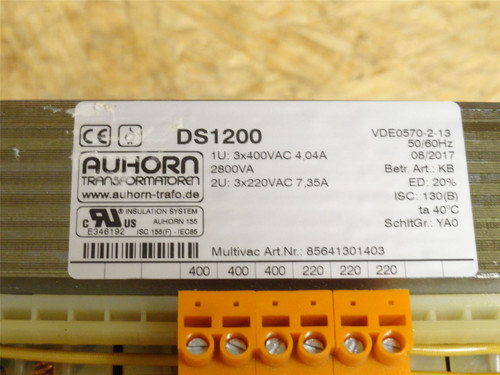 DS1200
VDE0570-2-13
50/60Hz
1U: 3x400VAC 4,04A
08/2017
2800VA
Betr. Art.: KB
2U: 3x220VAC 7,35A
ED: 20%
ISC: 130(B)
ta 40°C
SchltGr.: YA0
AUHORN
TRANSFORMATOREN
www.auhorn-trafo.de
C US
INSULATION SYSTEM
AUHORN 155
E346192
ISC 155(F) - IEC85
Multivac Art.Nr.: 85641301403
400 400 400 220 220 220